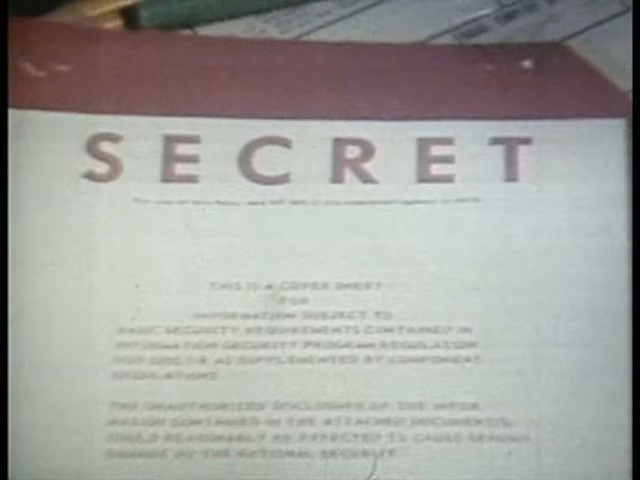 SECRET
THIS IS A COVER SHEET
FOR
INFORMATION SUBJECT TO
BASIC SECURITY REQUIREMENTS CONTAINED IN
INFORMATION SECURITY PROGRAM REGULATION
AS SUPPLEMENTED BY COMPONENT
REGULATIONS
THE UNAUTHORIZED DISCLOSURE OF THE INFOR-
MATION CONTAINED IN THE ATTACHED DOCUMENT(S)
COULD REASONABLY BE EXPECTED TO CAUSE SERIOUS
DAMAGE TO THE NATIONAL SECURITY